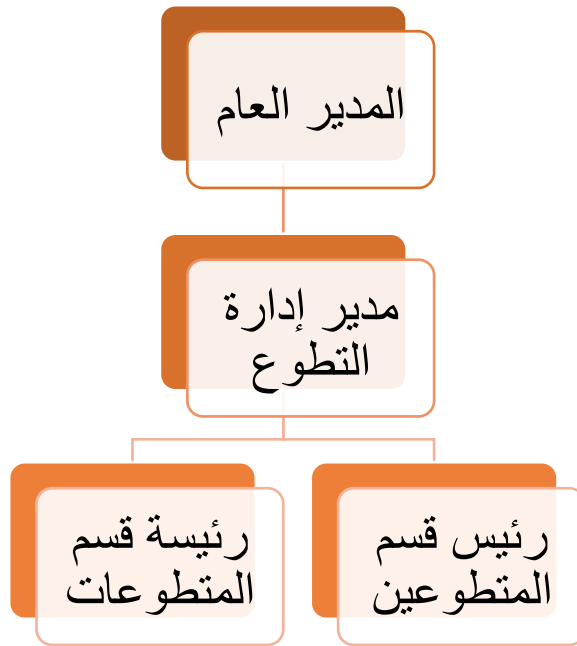 المدير العام
مدير إدارة
التطوع
رئيس قسم
المتطوعين
رئيسة قسم
المتطوعات